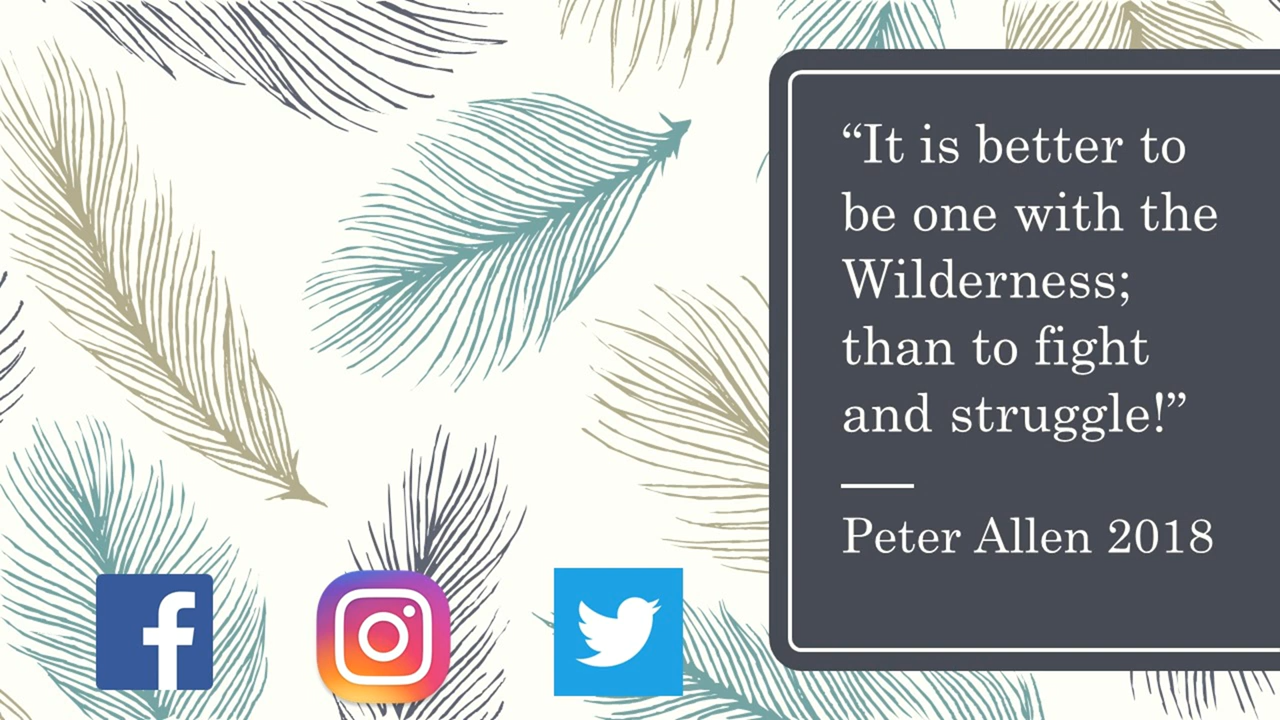 “It is better to
be one with the
Wilderness;
than to fight
and struggle!”
Peter Allen 2018